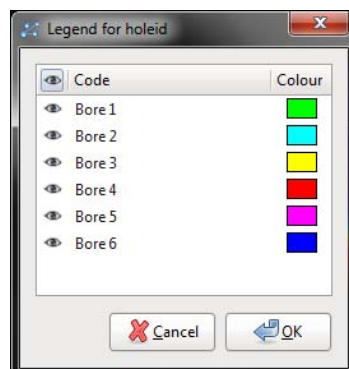 Legend for holeid
Code Colour
Bore 1
Bore 2
Bore 3
Bore 4
Bore 5
Bore 6
Cancel OK